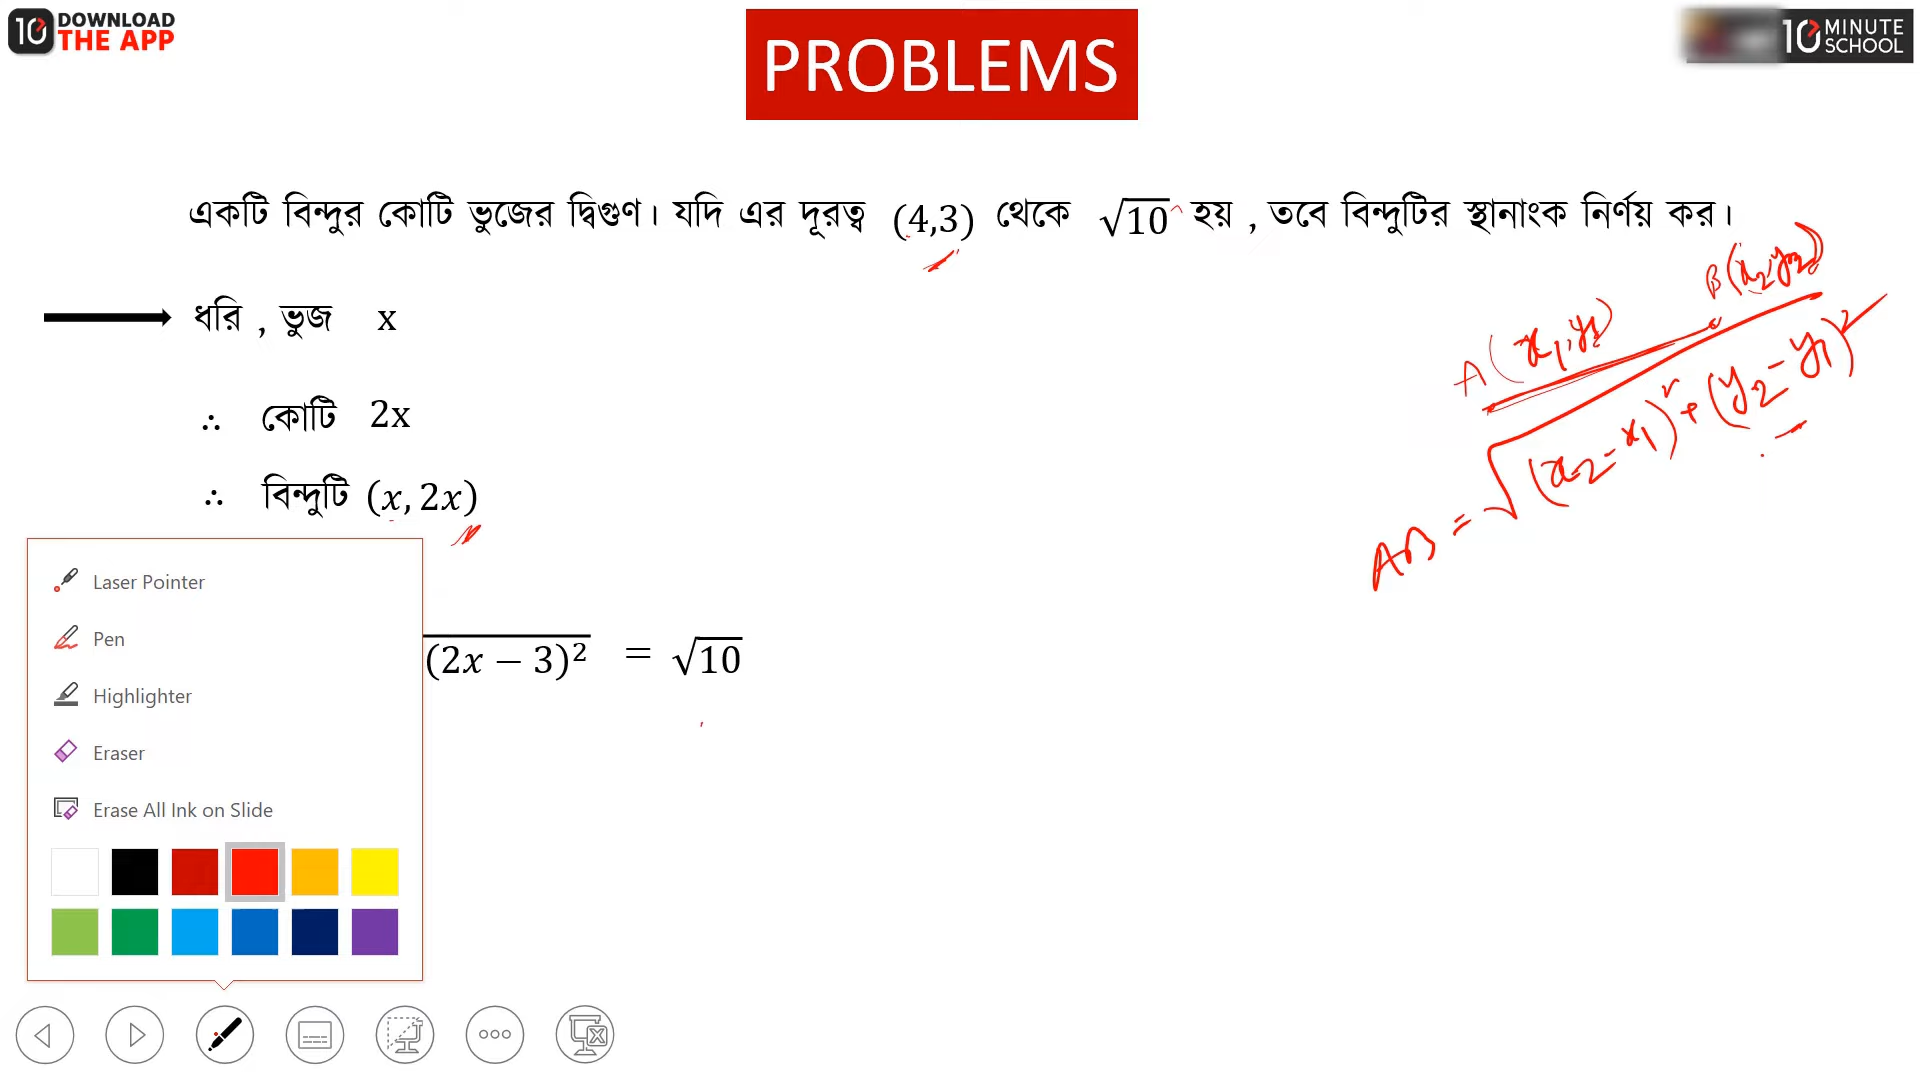 DOWNLOAD
THE APP
PROBLEMS
10 MINUTE
SCHOOL
একটি বিন্দুর কোটি ভুজের দ্বিগুণ। যদি এর দূরত্ব (4,3) থেকে √10 হয় , তবে বিন্দুটির স্থানাংক নির্ণয় কর।
ধরি , ভুজ x
∴ কোটি 2x
∴ বিন্দুটি (x, 2x)
A(x₁,y₁) B(x₂,y₂)
AB = √(x₂-x₁)² + (y₂-y₁)²
(2x − 3)² = √10
Laser Pointer
Pen
Highlighter
Eraser
Erase All Ink on Slide